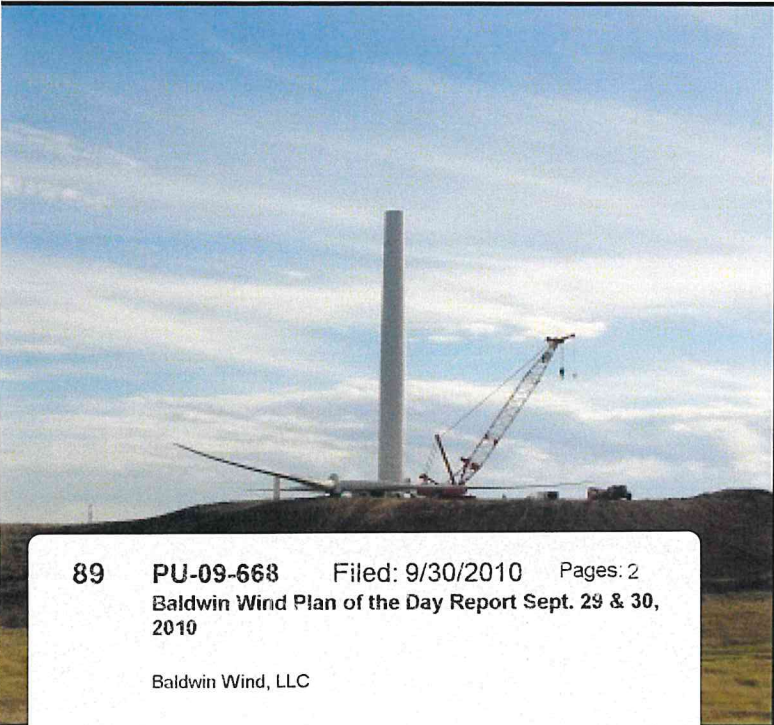 89 PU-09-668 Filed: 9/30/2010 Pages: 2
Baldwin Wind Plan of the Day Report Sept. 29 & 30,
2010
Baldwin Wind, LLC